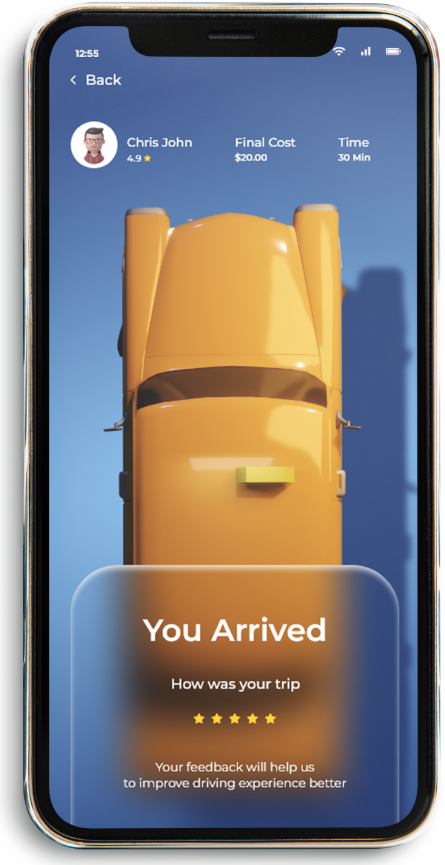 12:55
Back
Chris John
4.9
Final Cost
$20.00
Time
30 Min
You Arrived
How was your trip
Your feedback will help us
to improve driving experience better